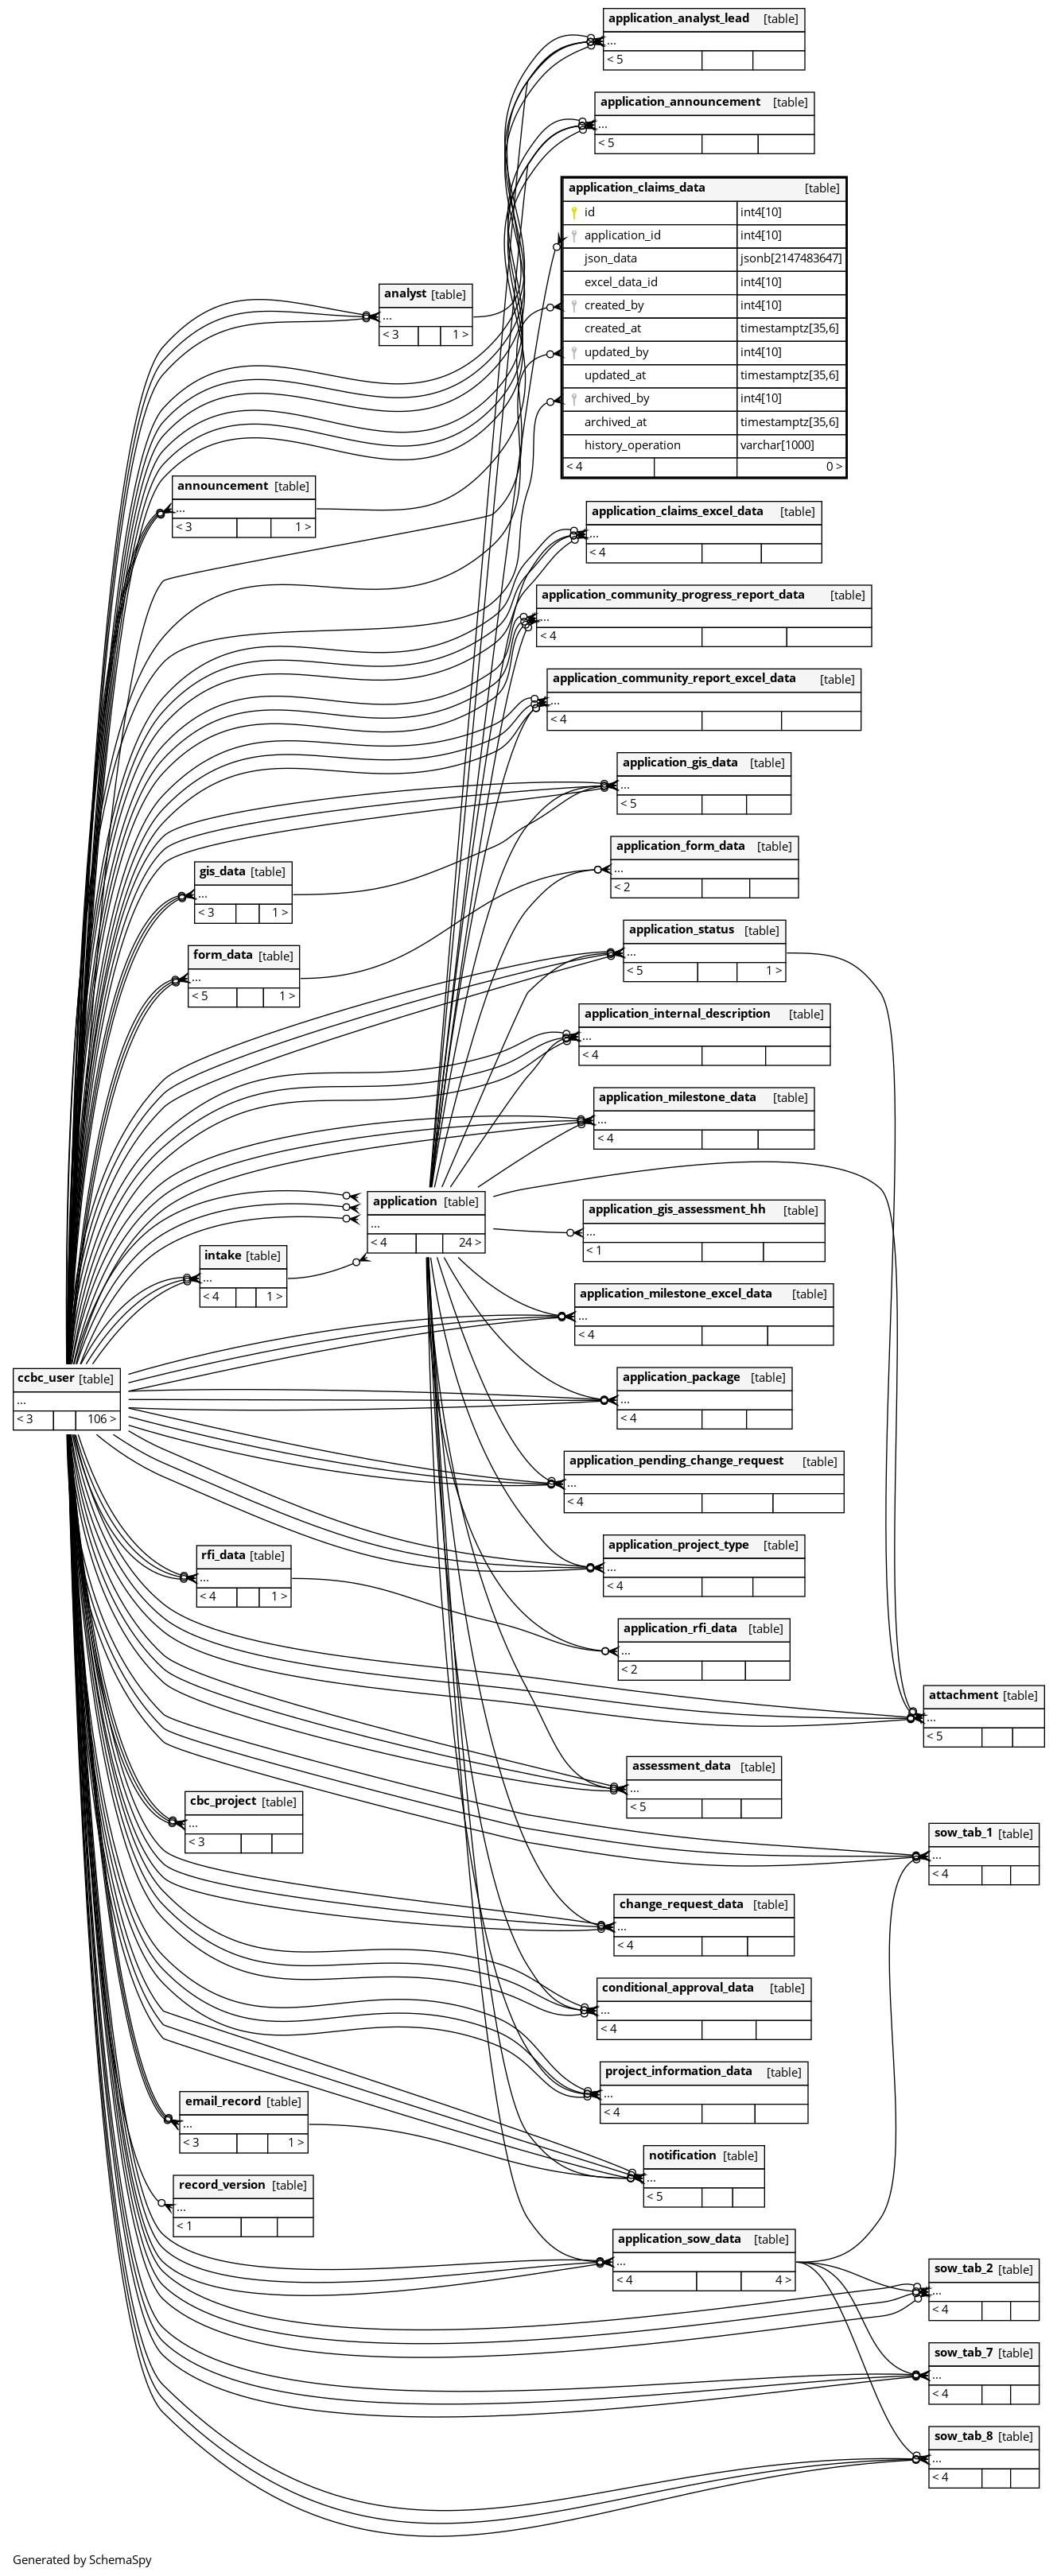 application_analyst_lead [table]
...
< 5
application_announcement [table]
...
< 5
application_claims_data [table]
id int4[10]
application_id int4[10]
json_data jsonb[2147483647]
excel_data_id int4[10]
created_by int4[10]
created_at timestamptz[35,6]
updated_by int4[10]
updated_at timestamptz[35,6]
archived_by int4[10]
archived_at timestamptz[35,6]
history_operation varchar[1000]
< 4 0 >
analyst [table]
...
< 3 1 >
announcement [table]
...
< 3 1 >
application_claims_excel_data [table]
...
< 4
application_community_progress_report_data [table]
...
< 4
application_community_report_excel_data [table]
...
< 4
application_gis_data [table]
...
< 5
application_form_data [table]
...
< 2
gis_data [table]
...
< 3 1 >
form_data [table]
...
< 5 1 >
application_status [table]
...
< 5 1 >
application_internal_description [table]
...
< 4
application_milestone_data [table]
...
< 4
application [table]
...
< 4 24 >
application_gis_assessment_hh [table]
...
< 1
intake [table]
...
< 4 1 >
application_milestone_excel_data [table]
...
< 4
ccbc_user [table]
...
< 3 106 >
application_package [table]
...
< 4
application_pending_change_request [table]
...
< 4
application_project_type [table]
...
< 4
rfi_data [table]
...
< 4 1 >
application_rfi_data [table]
...
< 2
attachment [table]
...
< 5
assessment_data [table]
...
< 5
cbc_project [table]
...
< 3
sow_tab_1 [table]
...
< 4
change_request_data [table]
...
< 4
conditional_approval_data [table]
...
< 4
project_information_data [table]
...
< 4
email_record [table]
...
< 3 1 >
notification [table]
...
< 5
record_version [table]
...
< 1
application_sow_data [table]
...
< 4 4 >
sow_tab_2 [table]
...
< 4
sow_tab_7 [table]
...
< 4
sow_tab_8 [table]
...
< 4
Generated by SchemaSpy